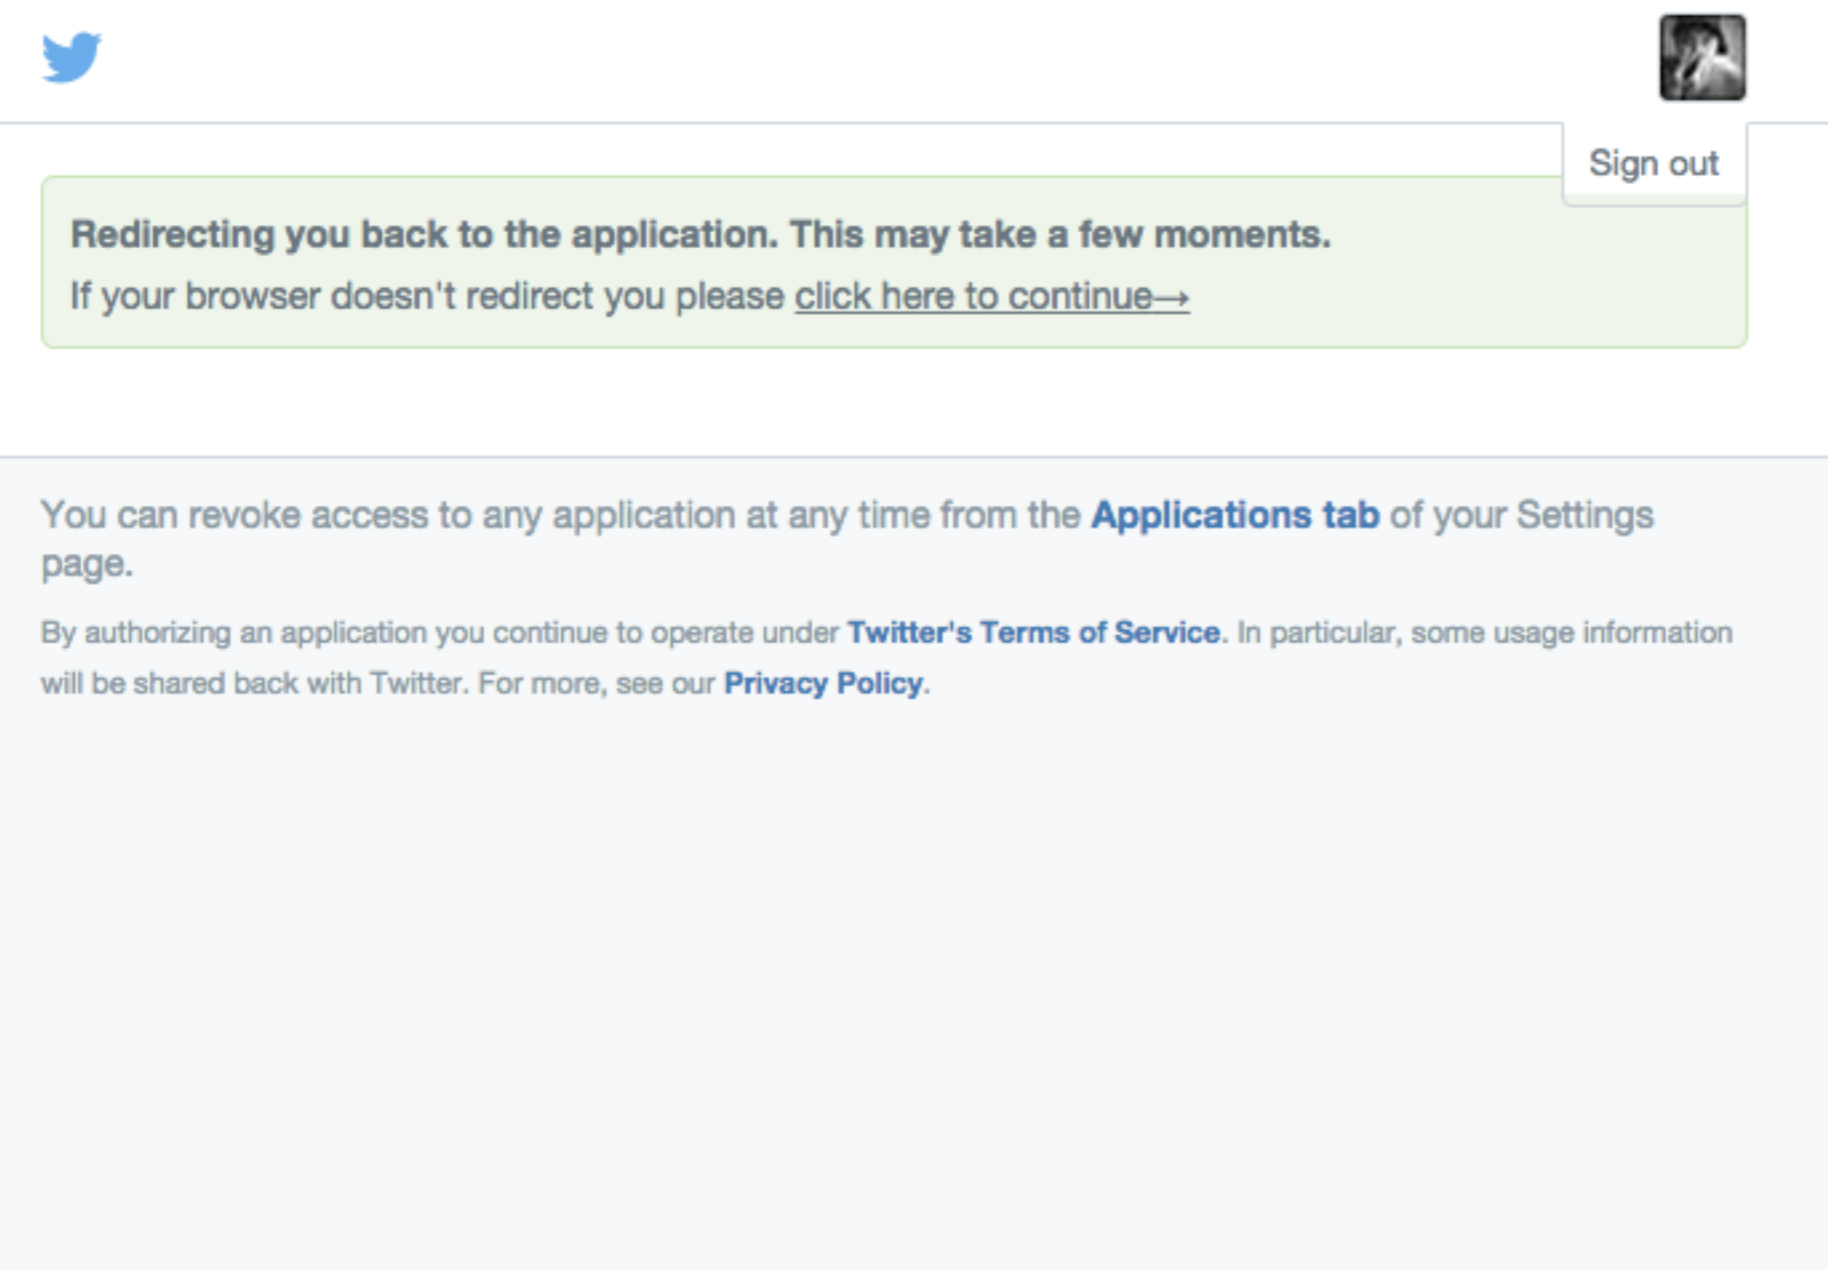 Sign out
Redirecting you back to the application. This may take a few moments.
If your browser doesn't redirect you please click here to continue→
You can revoke access to any application at any time from the Applications tab of your Settings
page.
By authorizing an application you continue to operate under Twitter's Terms of Service. In particular, some usage information
will be shared back with Twitter. For more, see our Privacy Policy.